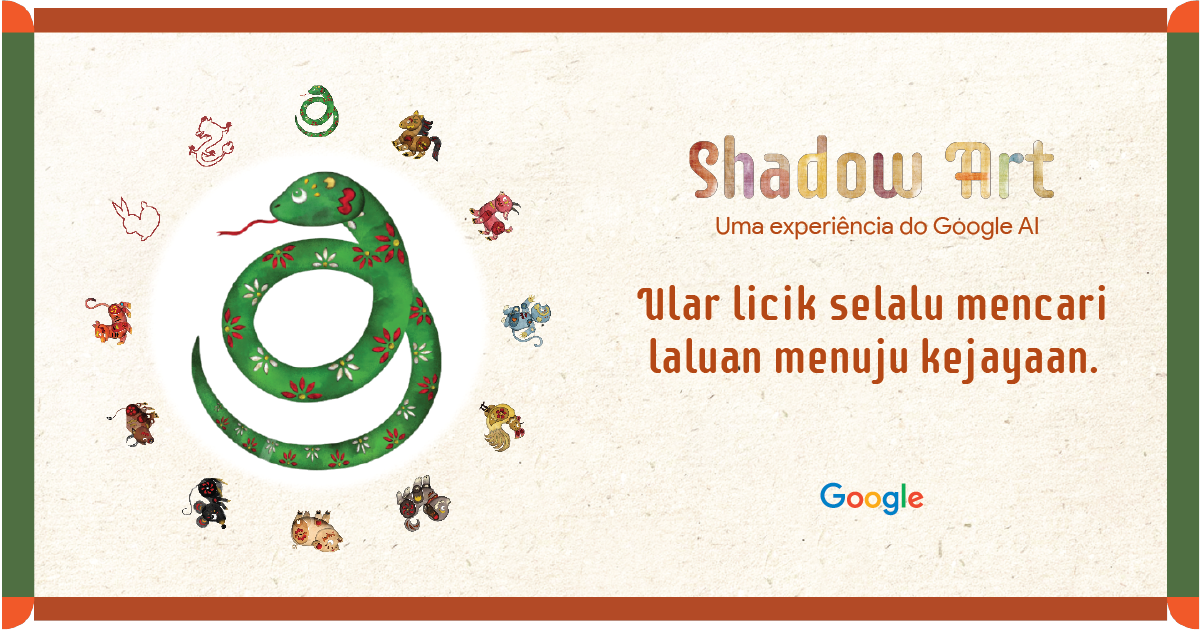 Shadow Art
Uma experiência do Google AI
Ular licik selalu mencari
laluan menuju kejayaan.
Google